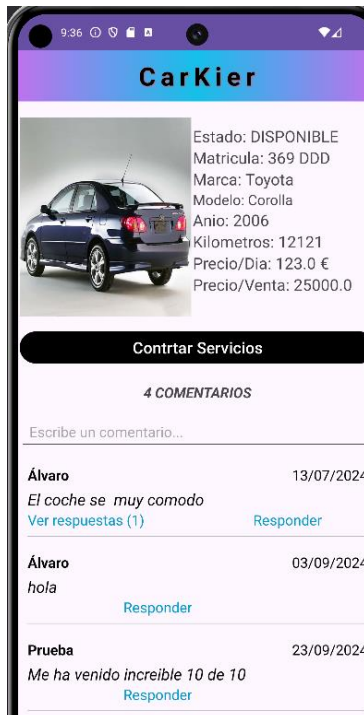 9:36
CarKier
Estado: DISPONIBLE
Matricula: 369 DDD
Marca: Toyota
Modelo: Corolla
Anio: 2006
Kilometros: 12121
Precio/Dia: 123.0 €
Precio/Venta: 25000.0
Contrtar Servicios
4 COMENTARIOS
Escribe un comentario...
Álvaro 13/07/2024
El coche se muy comodo
Ver respuestas (1) Responder
Álvaro 03/09/2024
hola
Responder
Prueba 23/09/2024
Me ha venido increible 10 de 10
Responder